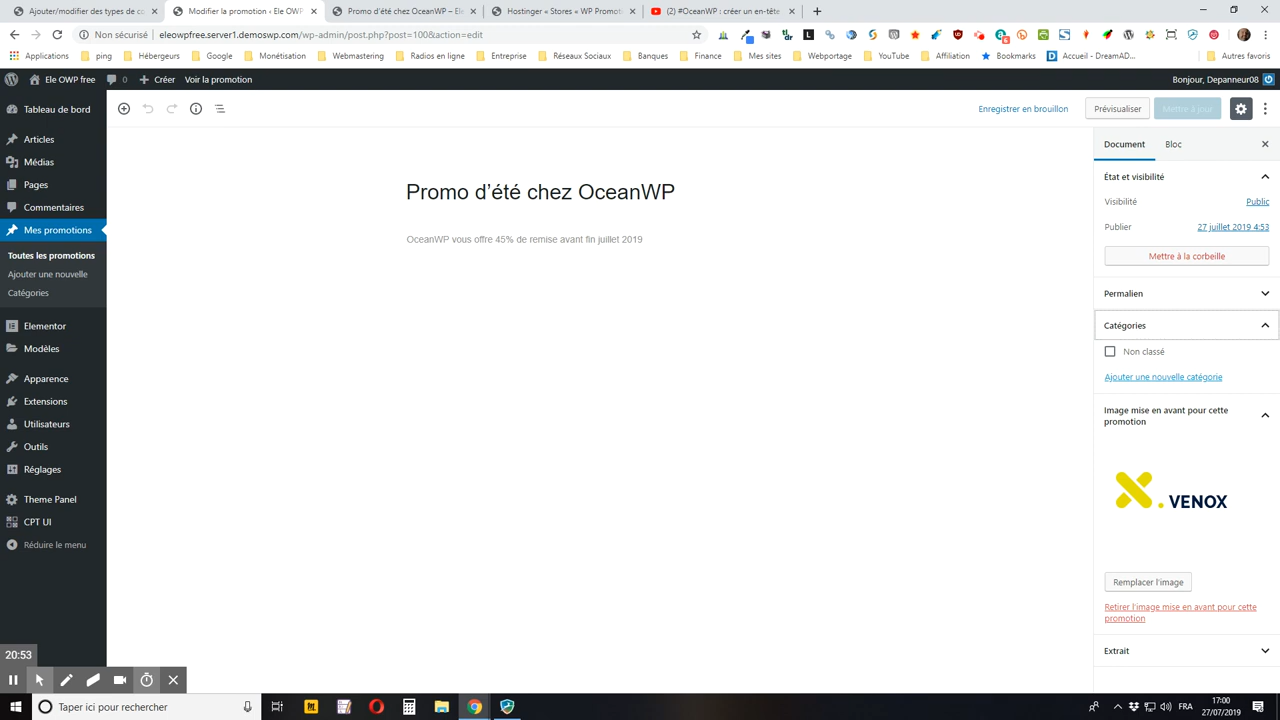 Ajouter/modifier des types de co
Modifier la promotion ‹ Ele OWP
Promo d'été chez OceanWP – Ele
Hostinger « Stores « WP Promot
(2) #OceanWP : créer un en-tête
Non sécurisé
eleowpfree.server1.demoswp.com/wp-admin/post.php?post=100&action=edit
Applications
ping
Hébergeurs
Google
Monétisation
Webmastering
Radios en ligne
Entreprise
Réseaux Sociaux
Banques
Finance
Mes sites
Webportage
YouTube
Affiliation
Bookmarks
Accueil - DreamAD...
Autres favoris
Ele OWP free
0
Créer
Voir la promotion
Bonjour, Depanneur08
Tableau de bord
Articles
Médias
Pages
Commentaires
Mes promotions
Toutes les promotions
Ajouter une nouvelle
Catégories
Elementor
Modèles
Apparence
Extensions
Utilisateurs
Outils
Réglages
Theme Panel
CPT UI
Réduire le menu
Enregistrer en brouillon
Prévisualiser
Mettre à jour
Promo d'été chez OceanWP
OceanWP vous offre 45% de remise avant fin juillet 2019
Document
Bloc
État et visibilité
Visibilité
Public
Publier
27 juillet 2019 4:53
Mettre à la corbeille
Permalien
Catégories
Non classé
Ajouter une nouvelle catégorie
Image mise en avant pour cette
promotion
VENOX
Remplacer l'image
Retirer l'image mise en avant pour cette
promotion
Extrait
20:53
Taper ici pour rechercher
FRA
17:00
27/07/2019